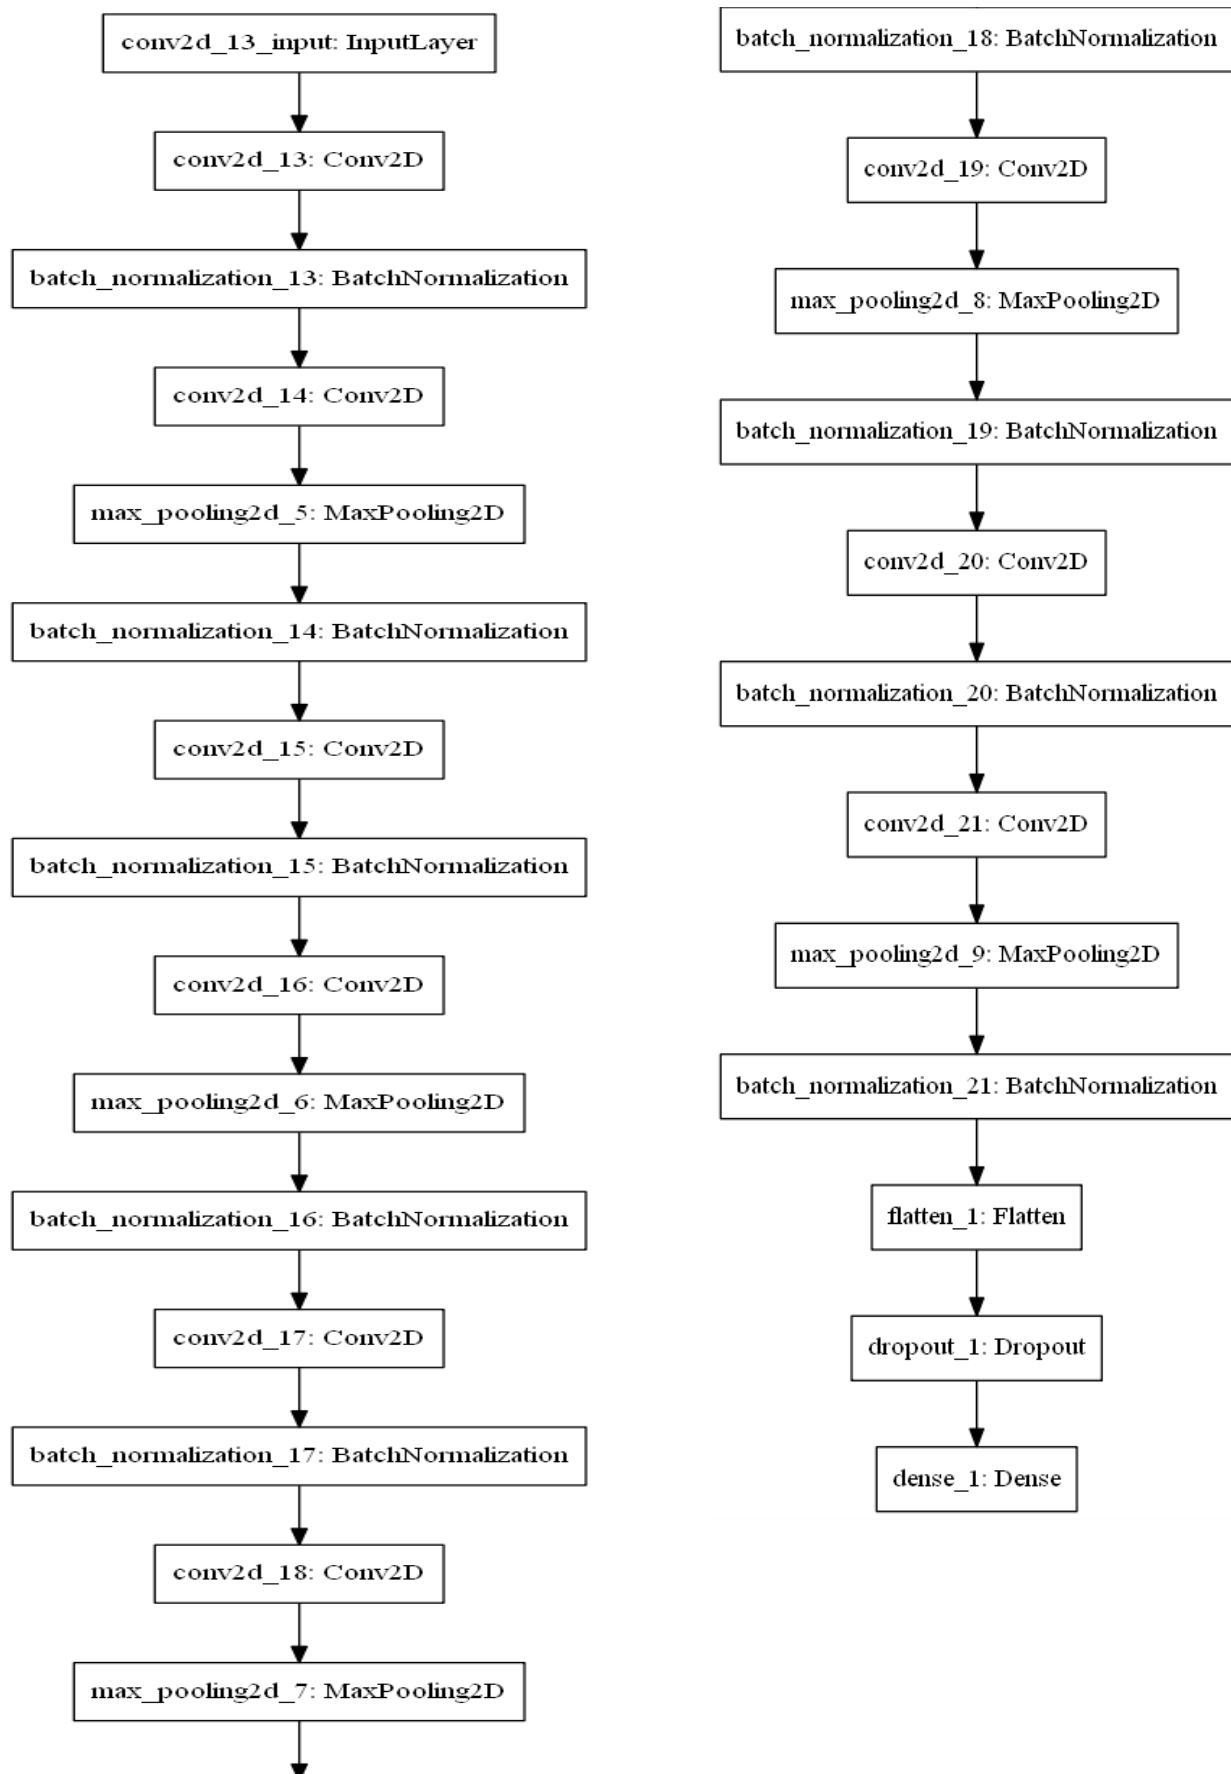 conv2d_13_input: InputLayer
conv2d_13: Conv2D
batch_normalization_13: BatchNormalization
conv2d_14: Conv2D
max_pooling2d_5: MaxPooling2D
batch_normalization_14: BatchNormalization
conv2d_15: Conv2D
batch_normalization_15: BatchNormalization
conv2d_16: Conv2D
max_pooling2d_6: MaxPooling2D
batch_normalization_16: BatchNormalization
conv2d_17: Conv2D
batch_normalization_17: BatchNormalization
conv2d_18: Conv2D
max_pooling2d_7: MaxPooling2D
batch_normalization_18: BatchNormalization
conv2d_19: Conv2D
max_pooling2d_8: MaxPooling2D
batch_normalization_19: BatchNormalization
conv2d_20: Conv2D
batch_normalization_20: BatchNormalization
conv2d_21: Conv2D
max_pooling2d_9: MaxPooling2D
batch_normalization_21: BatchNormalization
flatten_1: Flatten
dropout_1: Dropout
dense_1: Dense